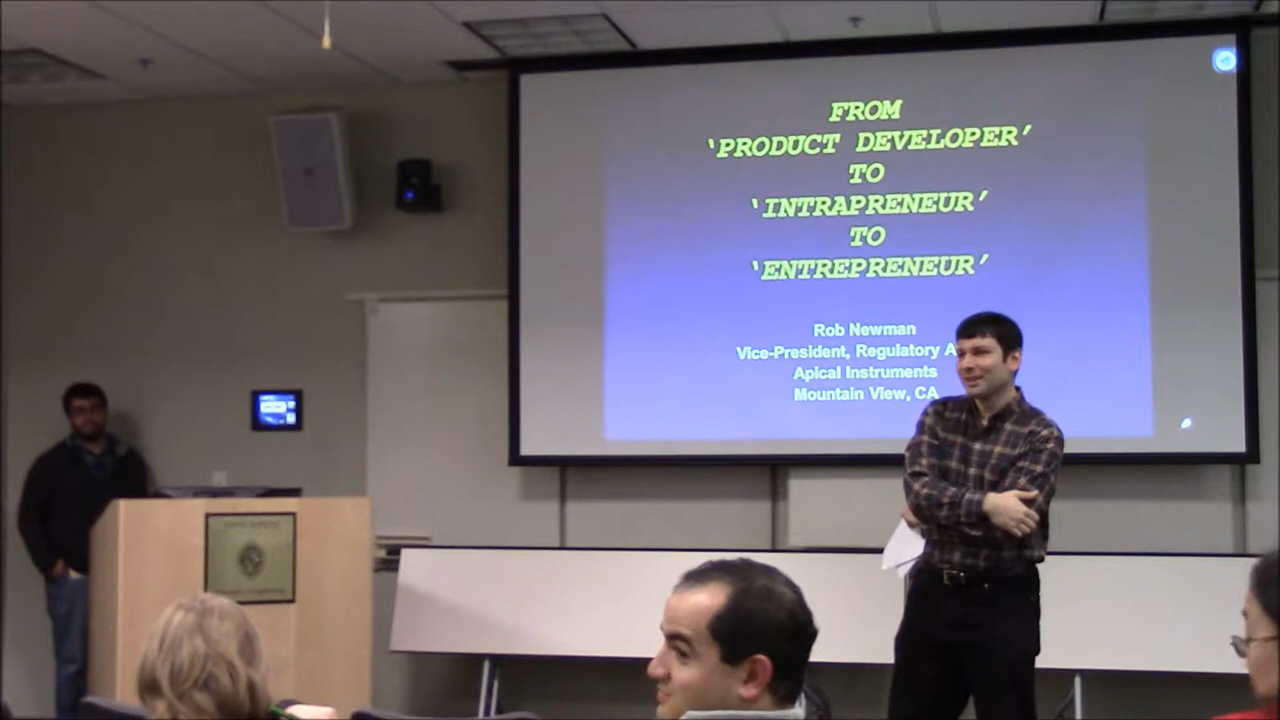 FROM
‘PRODUCT DEVELOPER’
TO
‘INTRAPRENEUR’
TO
‘ENTREPRENEUR’
Rob Newman
Vice-President, Regulatory A
Apical Instruments
Mountain View, CA